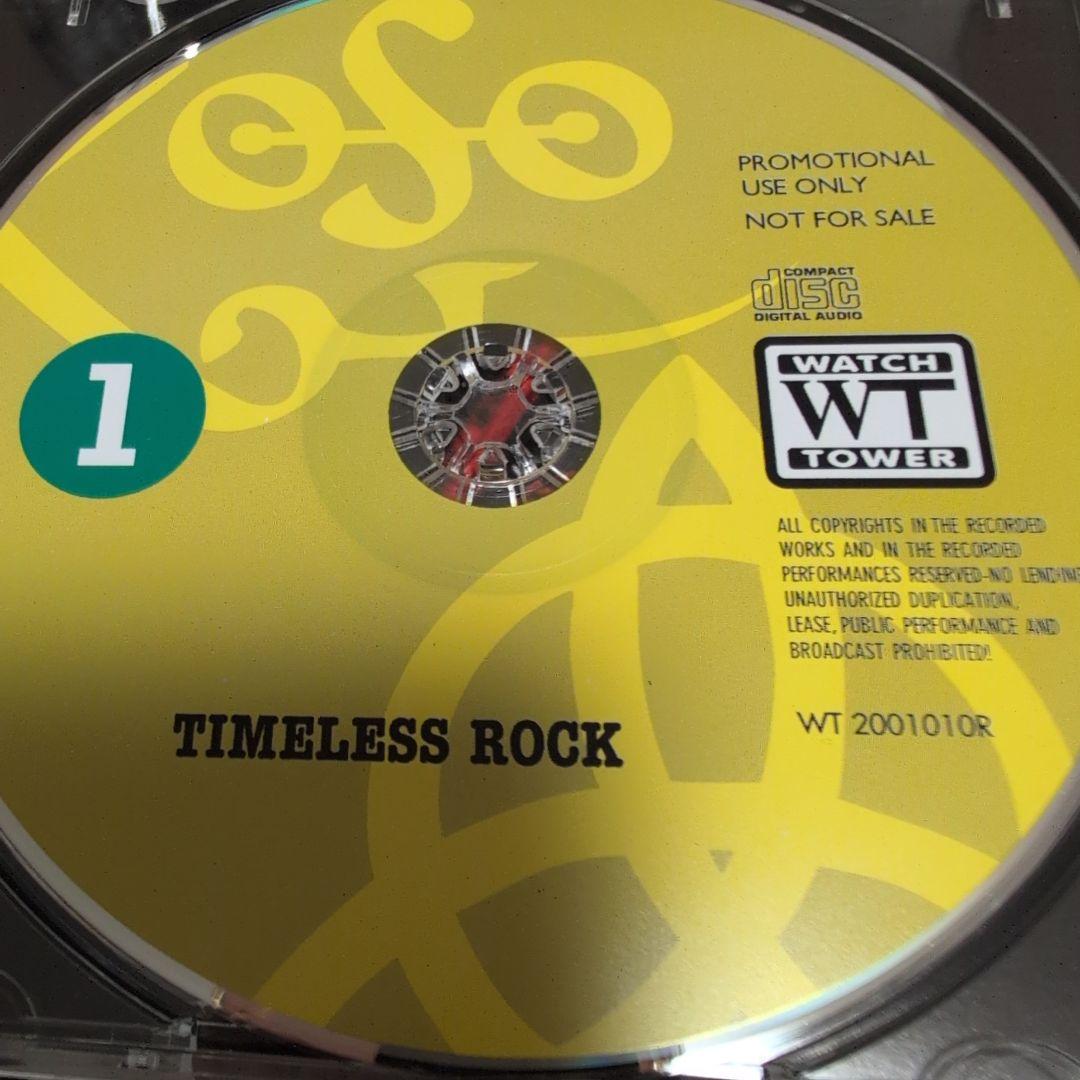 PROMOTIONAL
USE ONLY
NOT FOR SALE
COMPACT
disc
DIGITAL AUDIO
1
WATCH
WT
TOWER
ALL COPYRIGHTS IN THE RECORDED
WORKS AND IN THE RECORDED
PERFORMANCES RESERVED-NO LENDING
UNAUTHORIZED DUPLICATION,
LEASE, PUBLIC PERFORMANCE AND
BROADCAST PROHIBITED!
WT 2001010R
TIMELESS ROCK